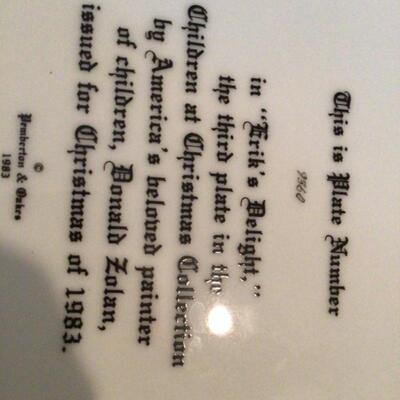 This is Plate Number
9360
in "Erik's Delight,"
the third plate in the
Children at Christmas Collection
by America's beloved painter
of children, Donald Zolan,
issued for Christmas of 1983.
©
Pemberton & Oakes
1983